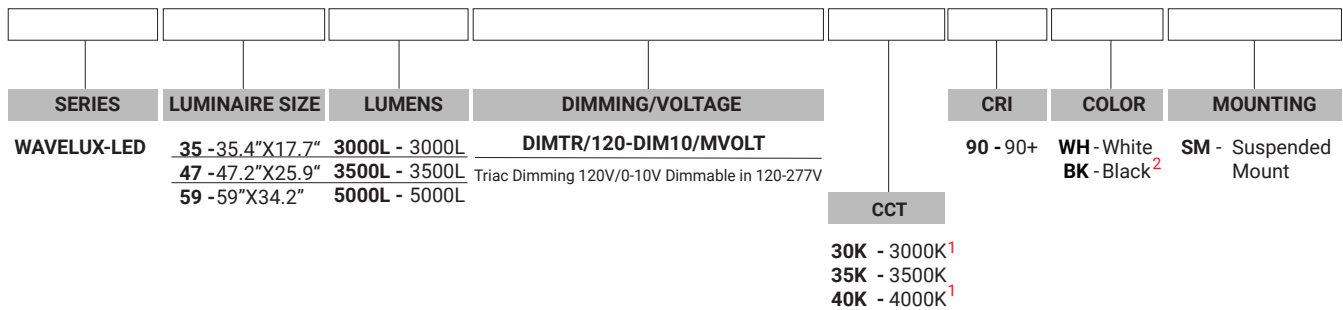 SERIES LUMINAIRE SIZE LUMENS DIMMING/VOLTAGE CRI COLOR MOUNTING
WAVELUX-LED 35 -35.4”X17.7“ 3000L - 3000L DIMTR/120-DIM10/MVOLT 90 - 90+ WH - White SM - Suspended
47 -47.2”X25.9“ 3500L - 3500L Triac Dimming 120V/0-10V Dimmable in 120-277V BK - Black2 Mount
59 -59”X34.2” 5000L - 5000L
CCT
30K - 3000K1
35K - 3500K
40K - 4000K1